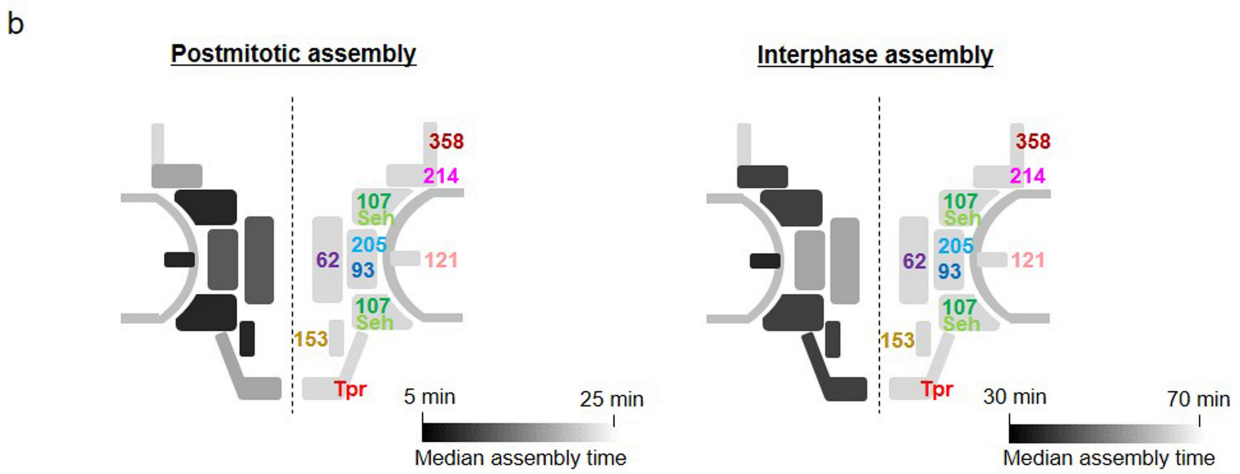 b
Postmitotic assembly
Interphase assembly
358
214
107
Seh
205
62
93
121
107
Seh
153
Tpr
5 min
25 min
Median assembly time
358
214
107
Seh
205
62
93
121
107
Seh
153
Tpr
30 min
70 min
Median assembly time